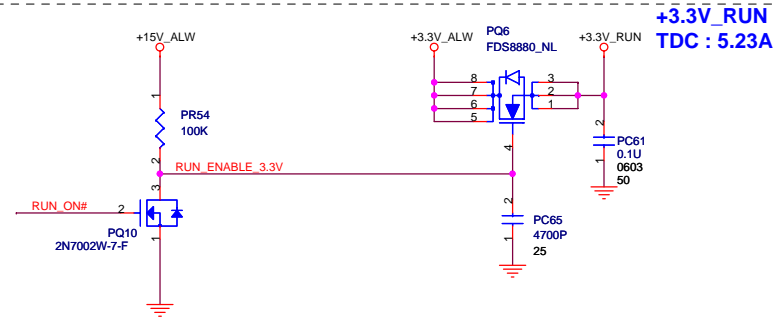 +3.3V_RUN
TDC : 5.23A
+15V_ALW
+3.3V_ALW
PQ6
FDS8880_NL
+3.3V_RUN
8
7
6
5
3
2
1
4
1
PR54
100K
2
RUN_ENABLE_3.3V
2
PC61
0.1U
0603
50
1
3
RUN_ON#
2
PQ10
2N7002W-7-F
1
2
PC65
4700P
25
1